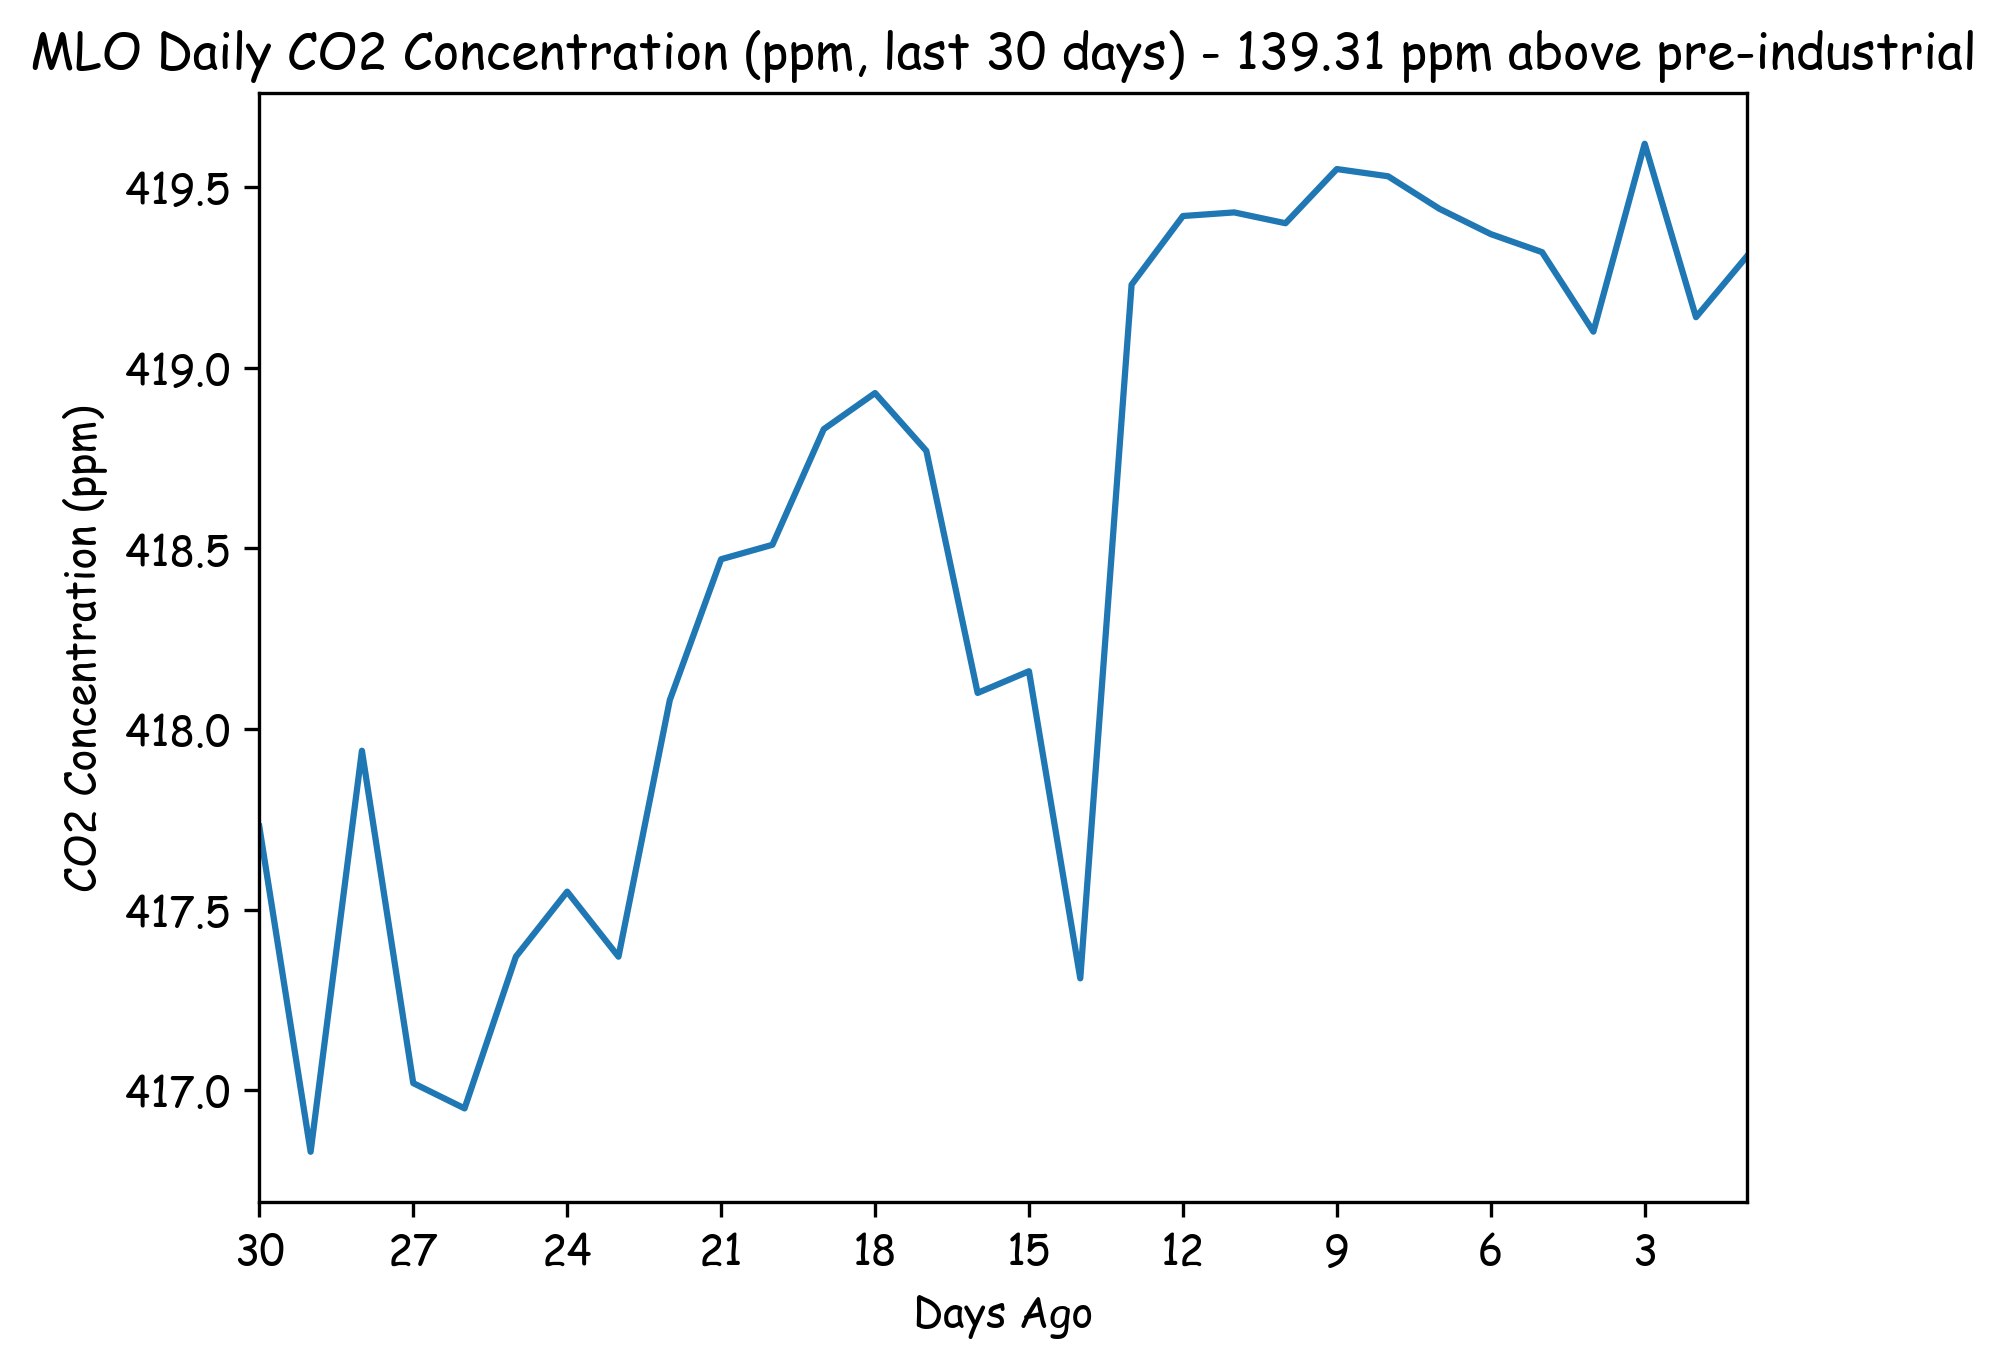 MLO Daily CO2 Concentration (ppm, last 30 days) - 139.31 ppm above pre-industrial
419.5
419.0
418.5
418.0
417.5
417.0
CO2 Concentration (ppm)
30 27 24 21 18 15 12 9 6 3
Days Ago